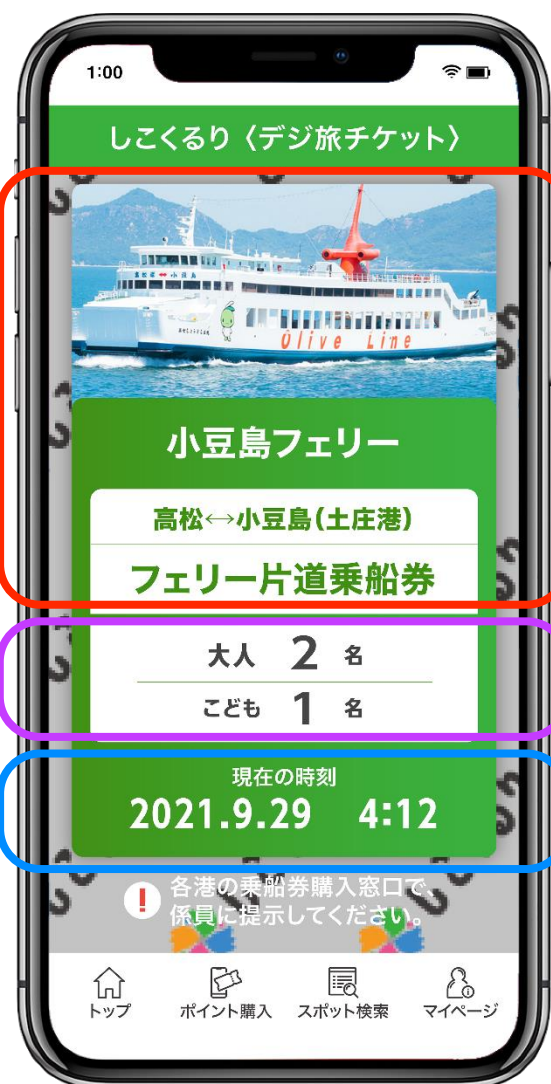 1:00
しこくるり〈デジ旅チケット〉
Olive Line
小豆島フェリー
高松↔小豆島(土庄港)
フェリー片道乗船券
大人 2 名
こども 1 名
現在の時刻
2021.9.29 4:12
! 各港の乗船券購入窓口で、
係員に提示してください。
トップ ポイント購入 スポット検索 マイページ